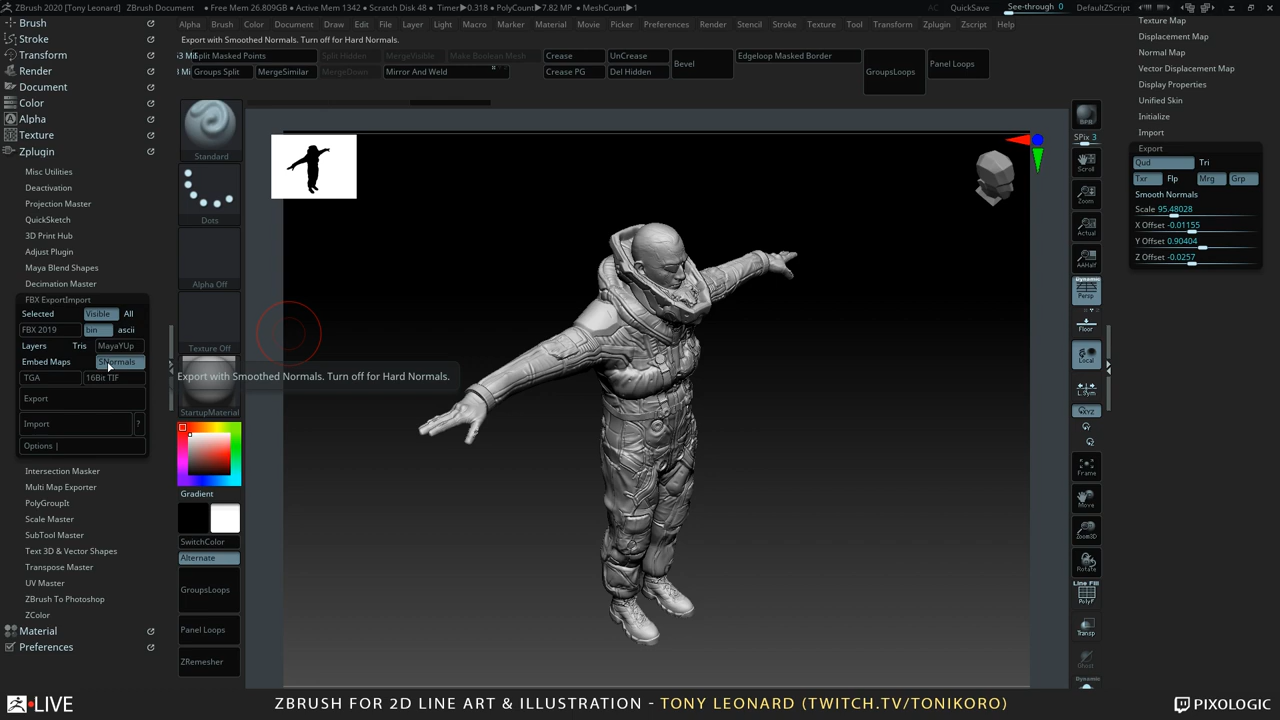 ZBrush 2020 [Tony Leonard] ZBrush Document • Free Mem 26.809GB • Active Mem 1342 • Scratch Disk 48 • Timer▶0.318 • PolyCount▶7.82 MP • MeshCount▶1 AC QuickSave See-through 0 DefaultZScript
Brush
Alpha Brush Color Document Draw Edit File Layer Light Macro Marker Material Movie Picker Preferences Render Stencil Stroke Texture Tool Transform Zplugin Zscript Help
Texture Map
Stroke
Export with Smoothed Normals. Turn off for Hard Normals.
Displacement Map
Transform
Split Masked Points Split Hidden MergeVisible Make Boolean Mesh Crease UnCrease Edgeloop Masked Border
Normal Map
Render
Groups Split MergeSimilar MergeDown Mirror And Weld Crease PG Del Hidden Bevel GroupsLoops Panel Loops
Vector Displacement Map
Document
Display Properties
Color
Unified Skin
Alpha
Initialize
Texture
Import
Zplugin
Export
Standard
BPR
SPix 3
Qud Tri
Misc Utilities
Scroll
Txr Flp Mrg Grp
Deactivation
Smooth Normals
Projection Master
Zoom
Scale 95.48028
QuickSketch
Dots
X Offset -0.01155
3D Print Hub
Actual
Y Offset 0.90404
Adjust Plugin
AAHalf
Z Offset -0.0257
Maya Blend Shapes
Dynamic
Decimation Master
Alpha Off
Persp
FBX ExportImport
Selected Visible All
Floor
FBX 2019 bin ascii
Layers Tris MayaYUp
Texture Off
Local
Embed Maps SNormals
TGA 16Bit TIF
Export with Smoothed Normals. Turn off for Hard Normals.
L.Sym
Export
StartupMaterial
XYZ
Import ?
Options |
Intersection Masker
Frame
Multi Map Exporter
Gradient
PolyGroupIt
Move
Scale Master
SubTool Master
SwitchColor
Zoom3D
Text 3D & Vector Shapes
Alternate
Transpose Master
Rotate
UV Master
Line Fill
GroupsLoops
ZBrush To Photoshop
PolyF
ZColor
Material
Panel Loops
Transp
Preferences
ZRemesher
Ghost
Dynamic
LIVE
ZBRUSH FOR 2D LINE ART & ILLUSTRATION - TONY LEONARD (TWITCH.TV/TONIKORO)
PIXOLOGIC